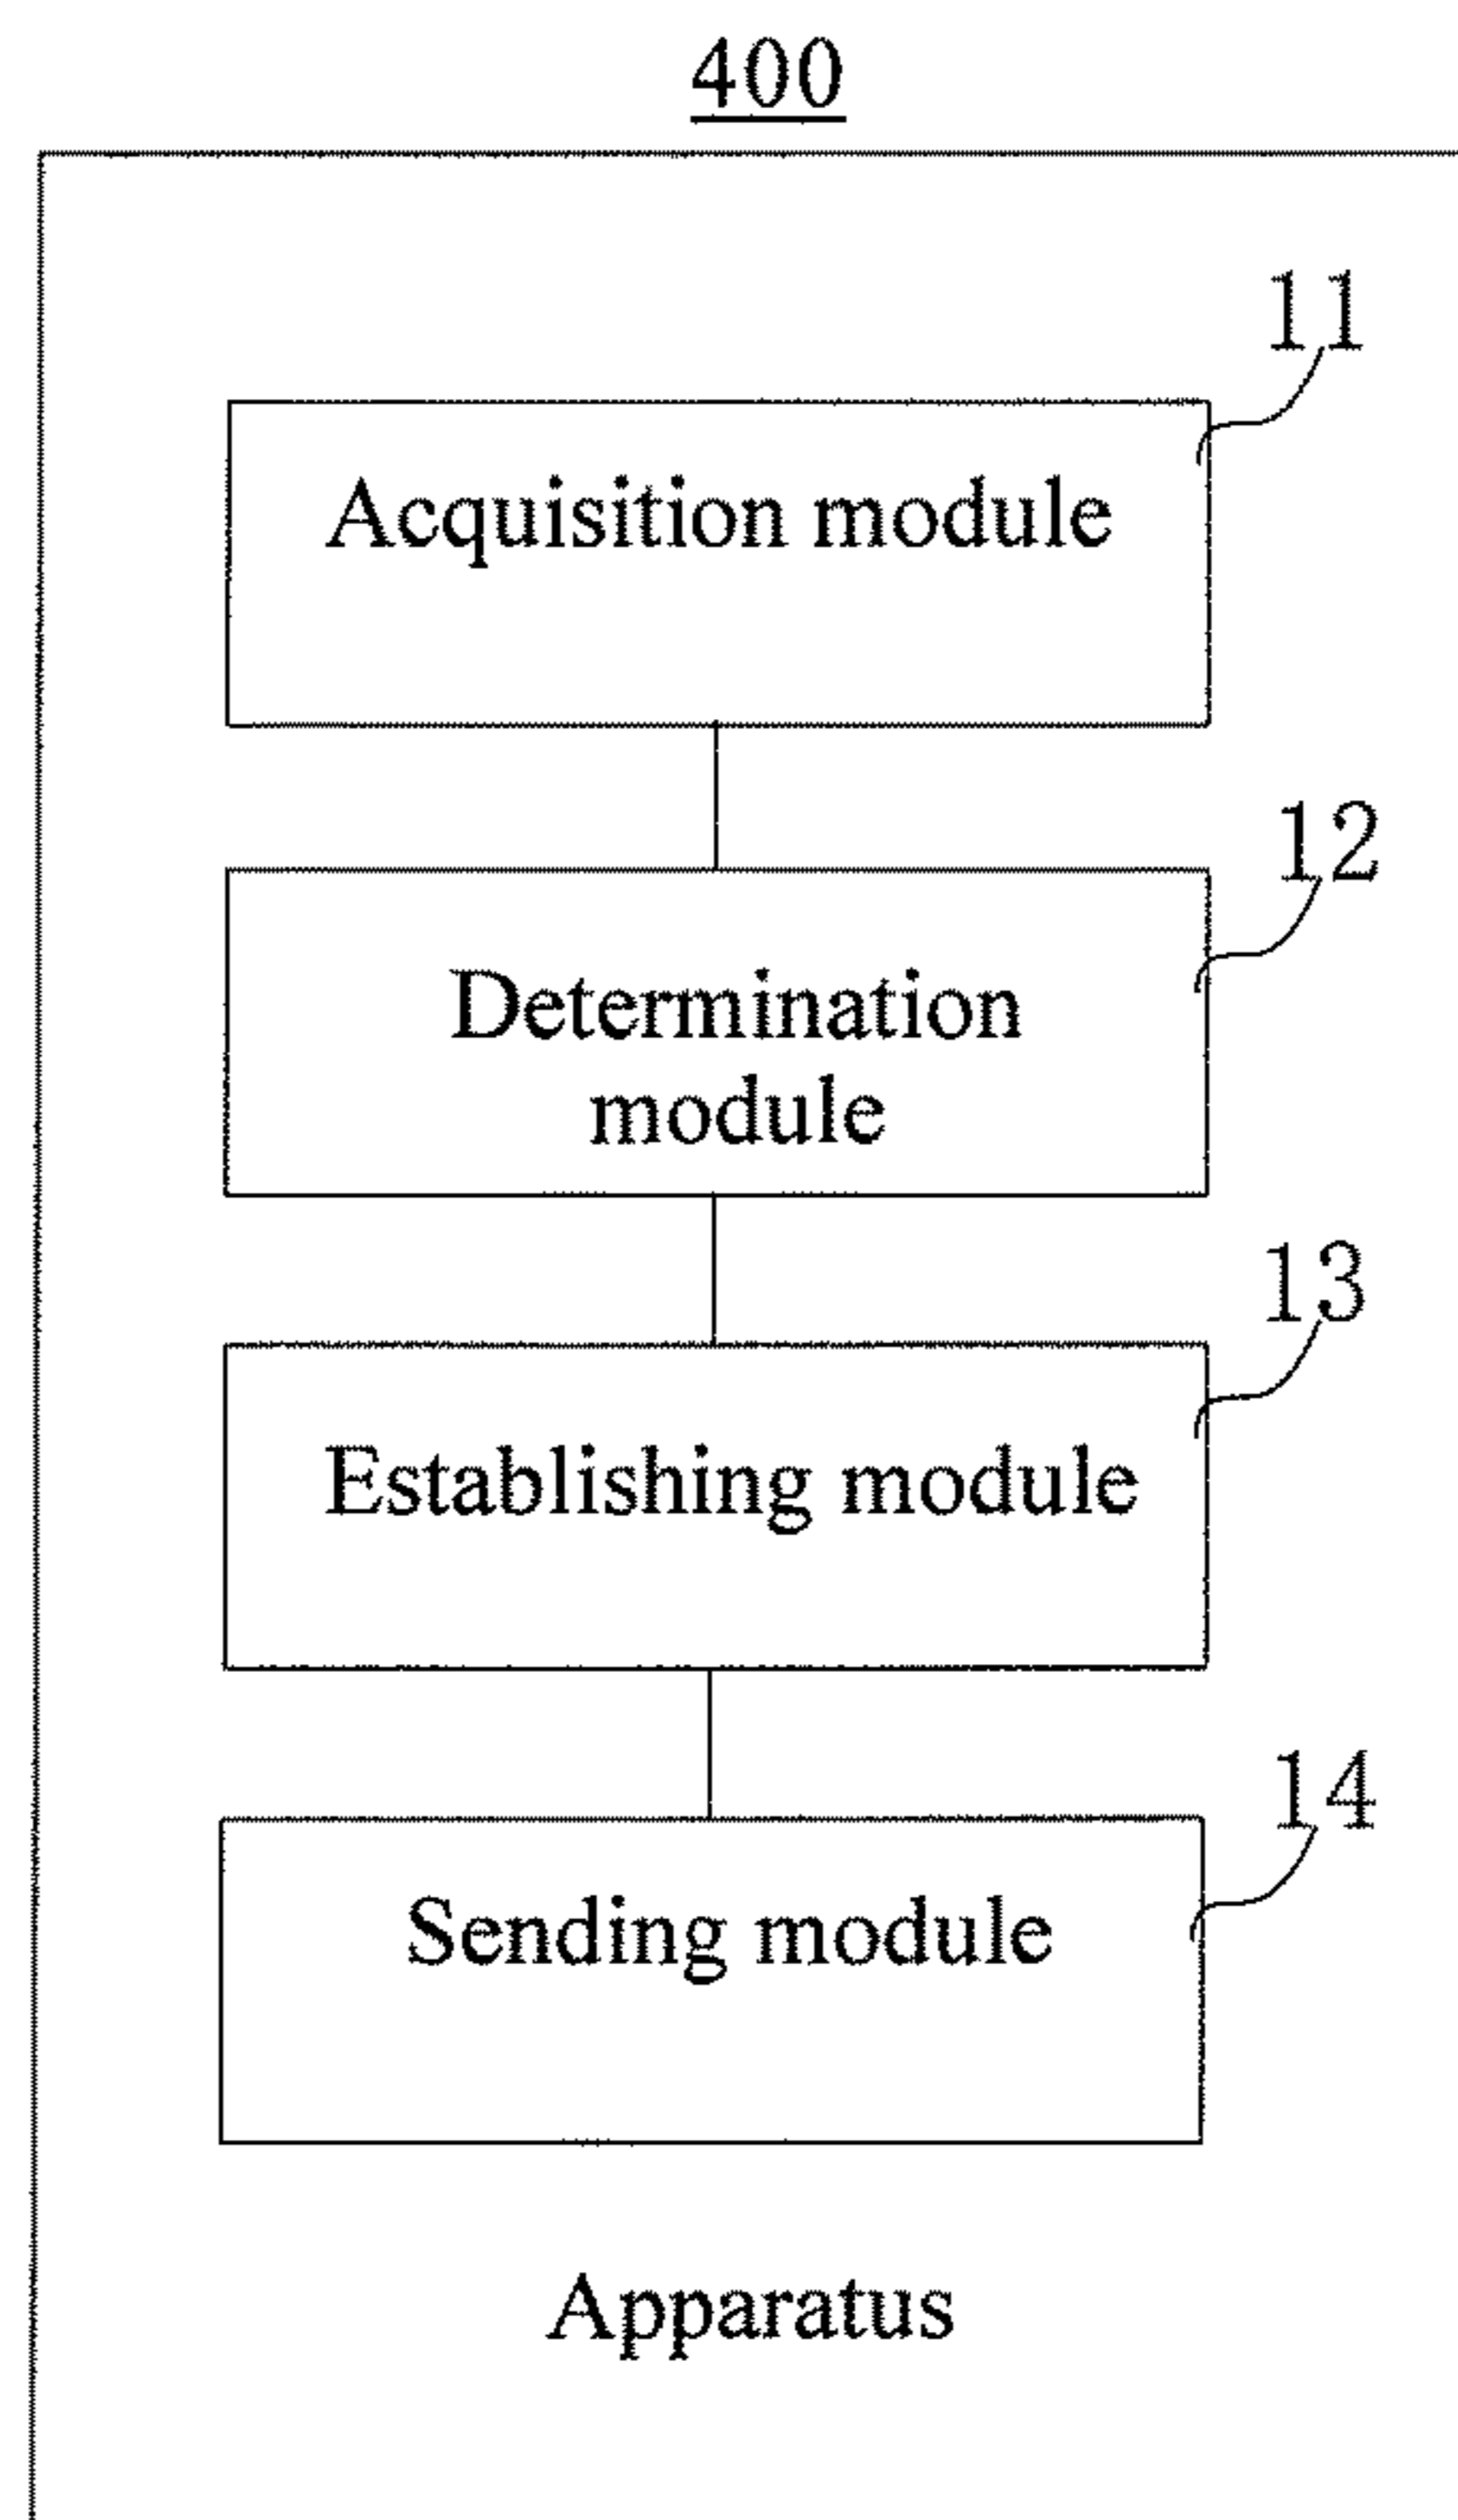 400
11
Acquisition module
12
Determination
module
13
Establishing module
14
Sending module
Apparatus